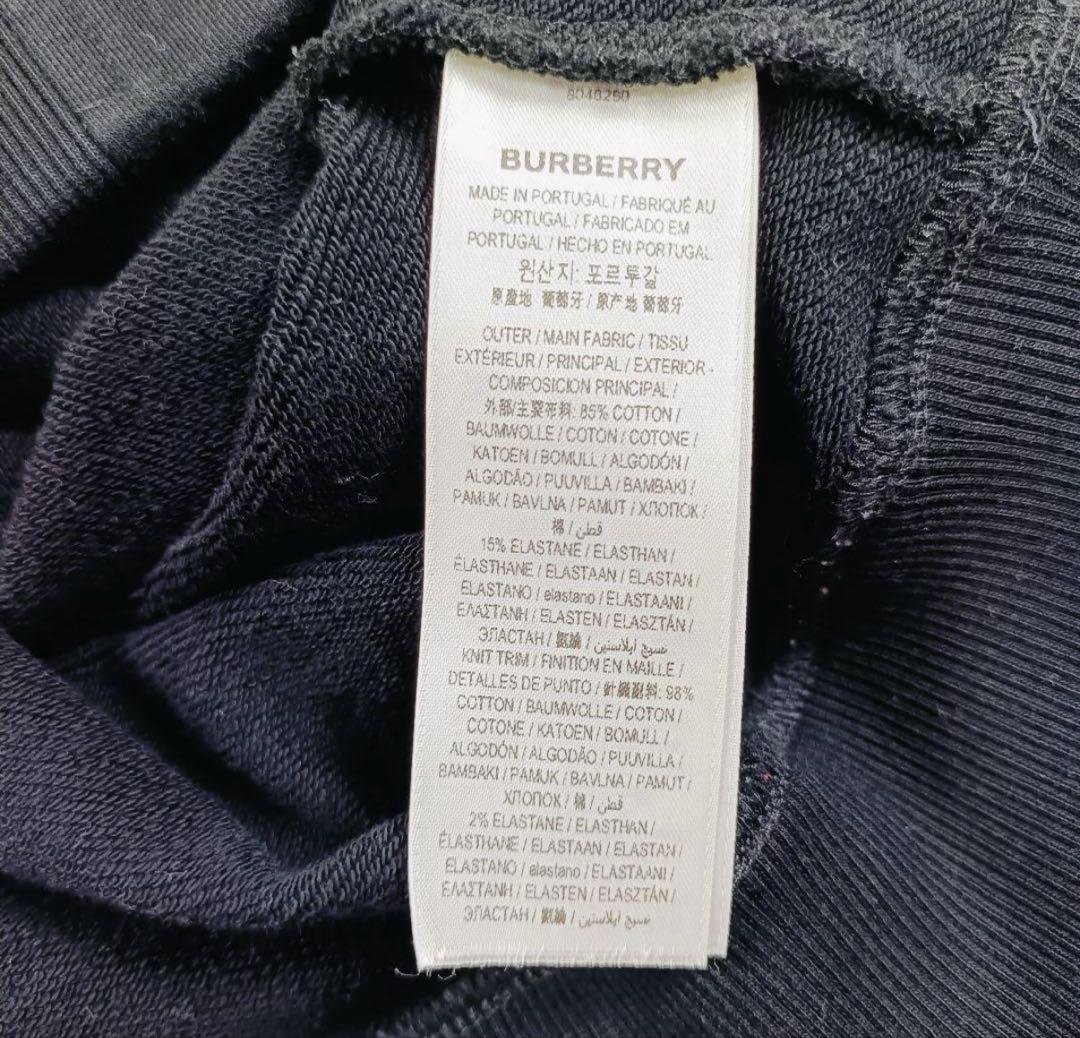 8048250
BURBERRY
MADE IN PORTUGAL / FABRIQUÉ AU
PORTUGAL / FABRICADO EM
PORTUGAL / HECHO EN PORTUGAL
원산지: 포르투갈
原產地 葡萄牙 / 原产地 葡萄牙
OUTER / MAIN FABRIC / TISSU
EXTÉRIEUR / PRINCIPAL / EXTERIOR -
COMPOSICION PRINCIPAL /
外部/主要布料: 85% COTTON /
BAUMWOLLE / COTON / COTONE /
KATOEN / BOMULL / ALGODÓN /
ALGODÃO / PUUVILLA / BAMBAKI /
PAMUK / BAVLNA / PAMUT / ХЛОПОК /
棉 / قطن
15% ELASTANE / ELASTHAN /
ÉLASTHANE / ELASTAAN / ELASTAN /
ELASTANO / elastano / ELASTAANI /
ΕΛΑΣΤΑΝΗ / ELASTEN / ELASZTÁN /
ЭЛАСТАН / 氨綸 / نسيج ايلاستين
KNIT TRIM / FINITION EN MAILLE /
DETALLES DE PUNTO / 針織配料: 98%
COTTON / BAUMWOLLE / COTON /
COTONE / KATOEN / BOMULL /
ALGODÓN / ALGODÃO / PUUVILLA /
BAMBAKI / PAMUK / BAVLNA / PAMUT /
ХЛОПОК / 棉 / قطن
2% ELASTANE / ELASTHAN /
ÉLASTHANE / ELASTAAN / ELASTAN /
ELASTANO / elastano / ELASTAANI /
ΕΛΑΣΤΑΝΗ / ELASTEN / ELASZTÁN /
ЭЛАСТАН / 氨綸 / نسيج ايلاستين